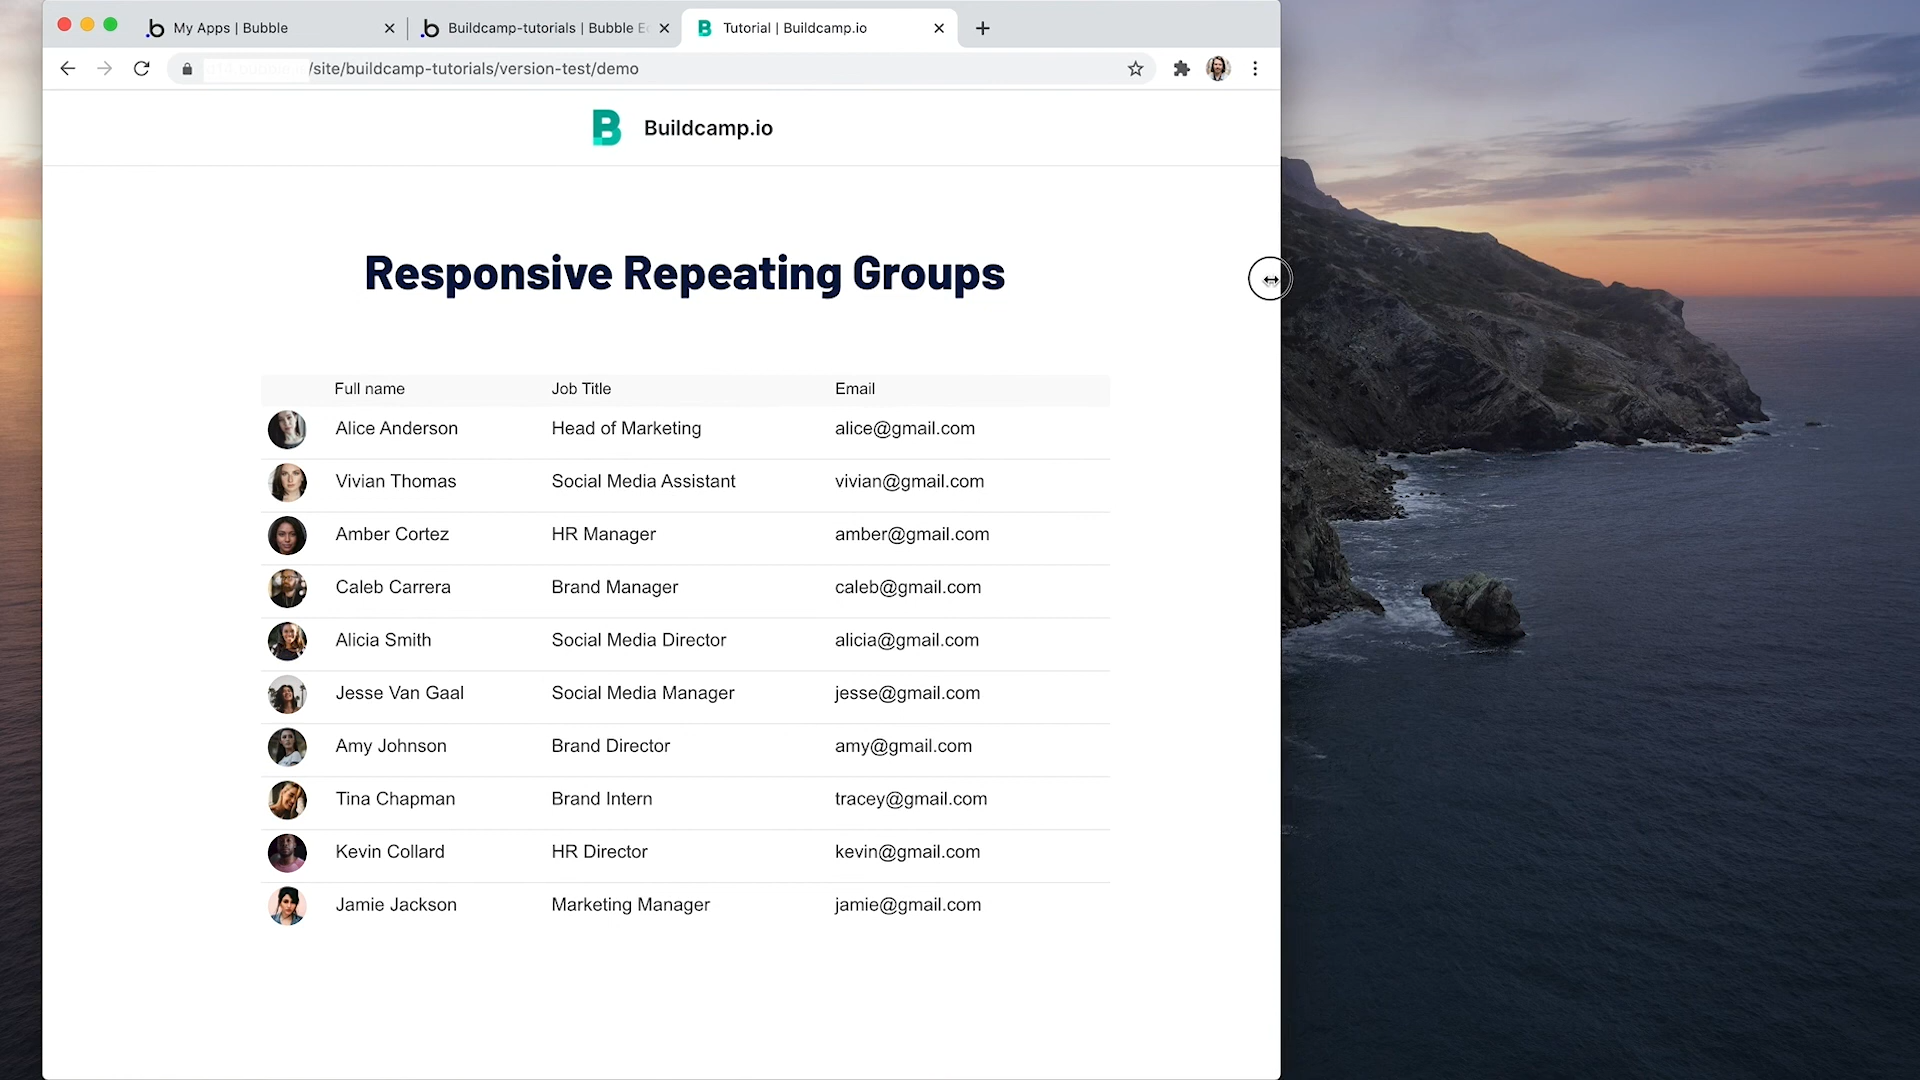 My Apps | Bubble
Buildcamp-tutorials | Bubble E
Tutorial | Buildcamp.io
/site/buildcamp-tutorials/version-test/demo
B Buildcamp.io
Responsive Repeating Groups
Full name Job Title Email
Alice Anderson Head of Marketing alice@gmail.com
Vivian Thomas Social Media Assistant vivian@gmail.com
Amber Cortez HR Manager amber@gmail.com
Caleb Carrera Brand Manager caleb@gmail.com
Alicia Smith Social Media Director alicia@gmail.com
Jesse Van Gaal Social Media Manager jesse@gmail.com
Amy Johnson Brand Director amy@gmail.com
Tina Chapman Brand Intern tracey@gmail.com
Kevin Collard HR Director kevin@gmail.com
Jamie Jackson Marketing Manager jamie@gmail.com